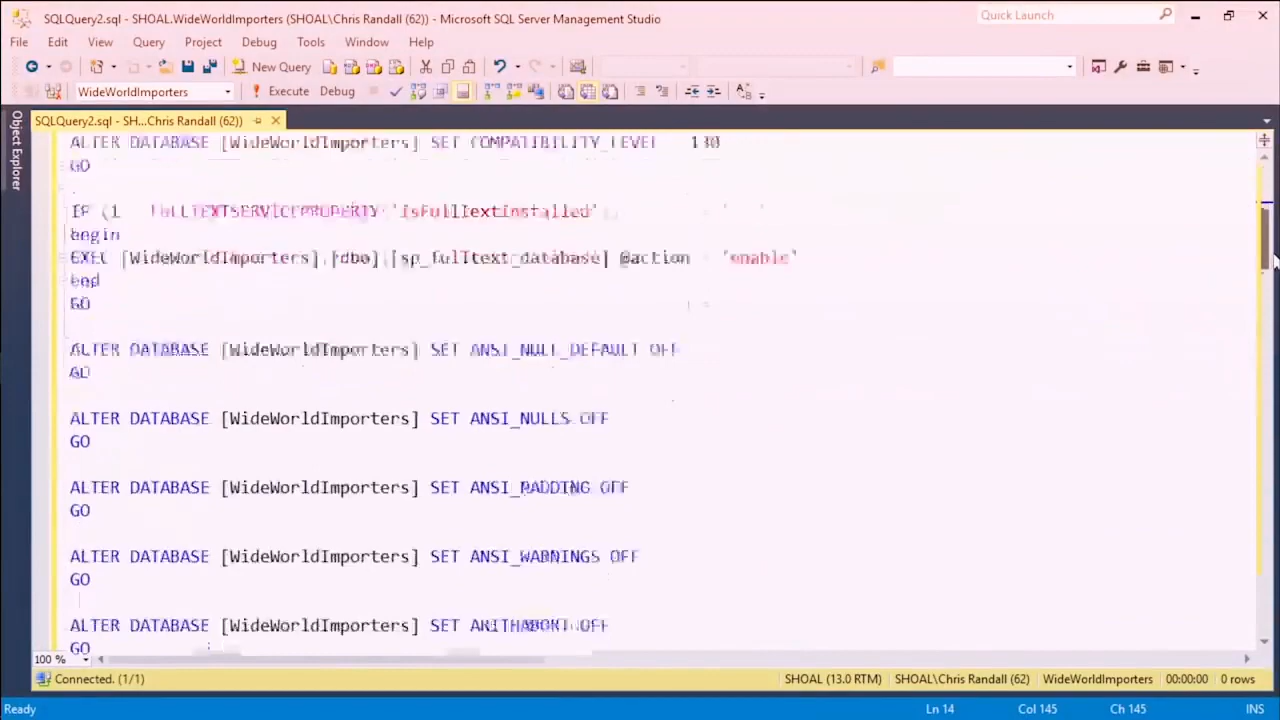 SQLQuery2.sql - SHOAL.WideWorldImporters (SHOAL\Chris Randall (62)) - Microsoft SQL Server Management Studio
Quick Launch
File Edit View Query Project Debug Tools Window Help
New Query
WideWorldImporters Execute Debug
SQLQuery2.sql - SH...Chris Randall (62))
Object Explorer
ALTER DATABASE [WideWorldImporters] SET COMPATIBILITY_LEVEL 130
GO
IF (1 FULLTEXTSERVICEPROPERTY 'IsFullTextInstalled'
begin
EXEC [WideWorldImporters] [dbo] [sp_fulltext_database] @action = 'enable'
end
GO
ALTER DATABASE [WideWorldImporters] SET ANSI_NULL_DEFAULT OFF
GO
ALTER DATABASE [WideWorldImporters] SET ANSI_NULLS OFF
GO
ALTER DATABASE [WideWorldImporters] SET ANSI_PADDING OFF
GO
ALTER DATABASE [WideWorldImporters] SET ANSI_WARNINGS OFF
GO
ALTER DATABASE [WideWorldImporters] SET ARITHABORT OFF
GO
100 %
Connected. (1/1) SHOAL (13.0 RTM) SHOAL\Chris Randall (62) WideWorldImporters 00:00:00 0 rows
Ready Ln 14 Col 145 Ch 145 INS